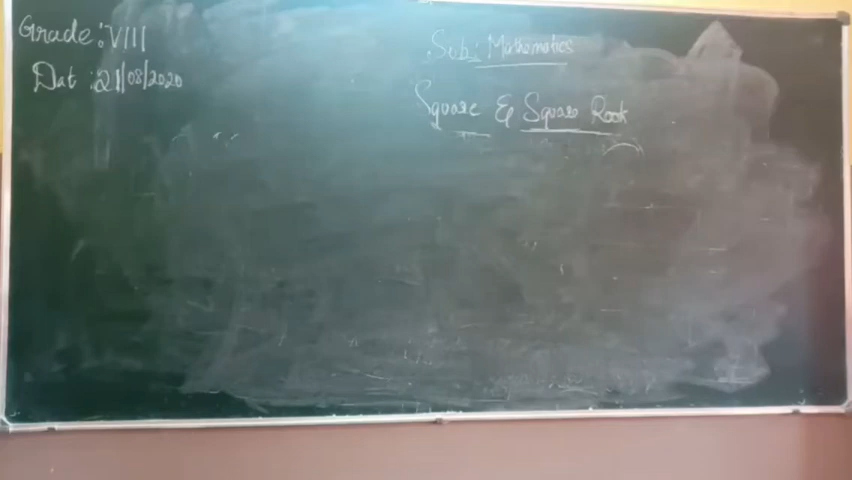 Grade: VIII
Dat: 21/08/2020
Sub: Mathematics
Square & Square Root